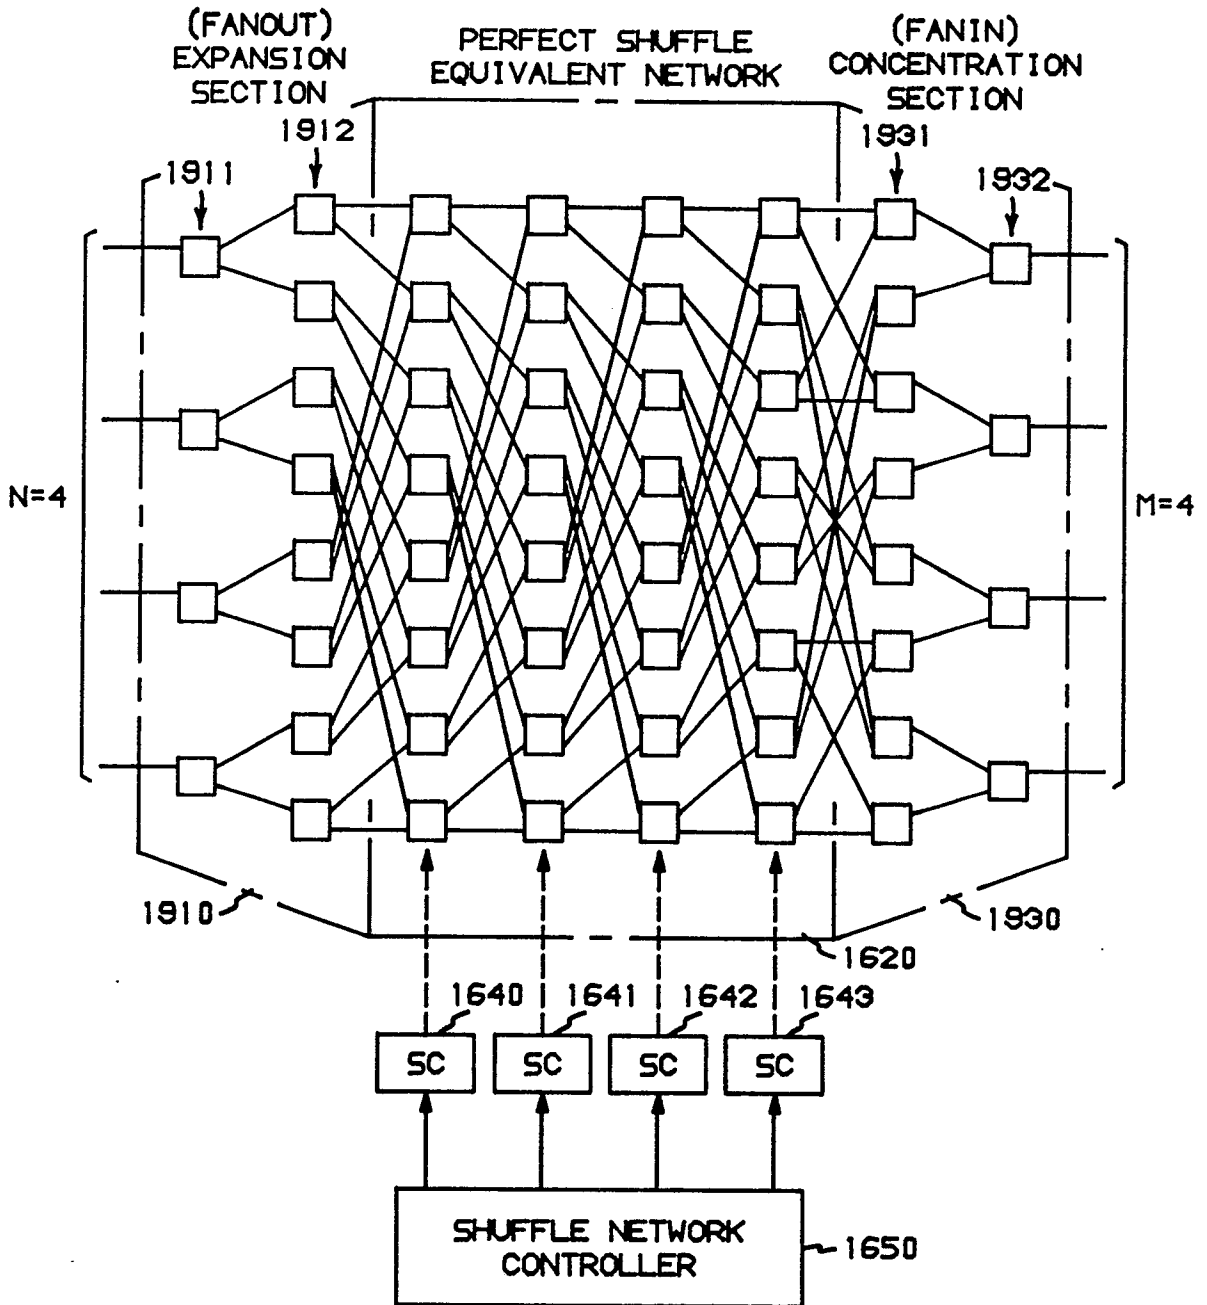 (FANOUT)
EXPANSION
SECTION
PERFECT SHUFFLE
EQUIVALENT NETWORK
(FANIN)
CONCENTRATION
SECTION
1912
1931
1911
1932
N=4
M=4
1910
1930
1620
1640
1641
1642
1643
SC
SC
SC
SC
SHUFFLE NETWORK
CONTROLLER
1650